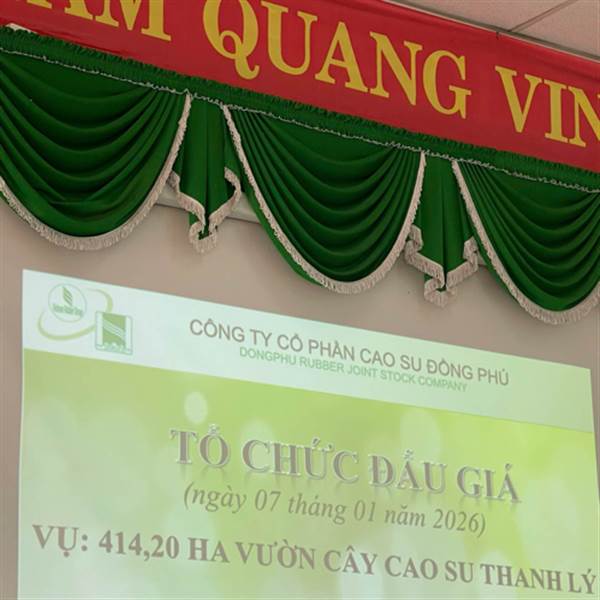 NAM QUANG VIN
CÔNG TY CỔ PHẦN CAO SU ĐỒNG PHÚ
DONGPHU RUBBER JOINT STOCK COMPANY
TỔ CHỨC ĐẤU GIÁ
(ngày 07 tháng 01 năm 2026)
VỤ: 414,20 HA VƯỜN CÂY CAO SU THANH LÝ